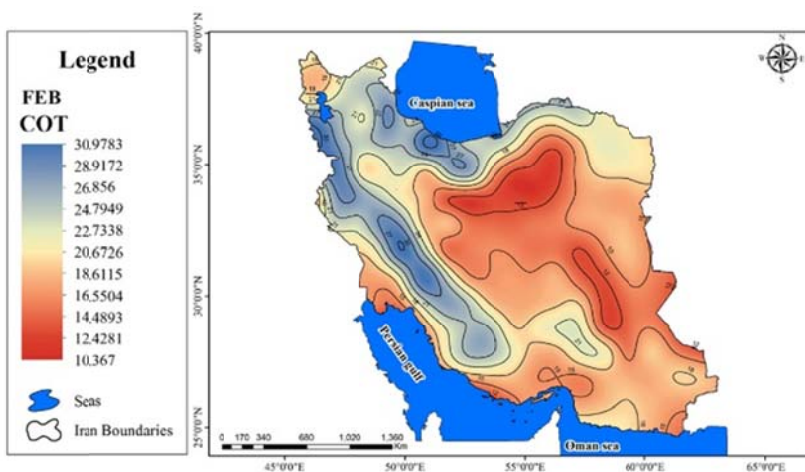 Legend
FEB
COT
30.9783
28.9172
26.856
24.7949
22.7338
20.6726
18.6115
16.5504
14.4893
12.4281
10.367
Seas
Iran Boundaries
40°0'0"N
35°0'0"N
30°0'0"N
25°0'0"N
N
W
S
Caspian sea
Persian gulf
Oman sea
0 170 340 680 1,020 1,360
Km
45°0'0"E 50°0'0"E 55°0'0"E 60°0'0"E 65°0'0"E